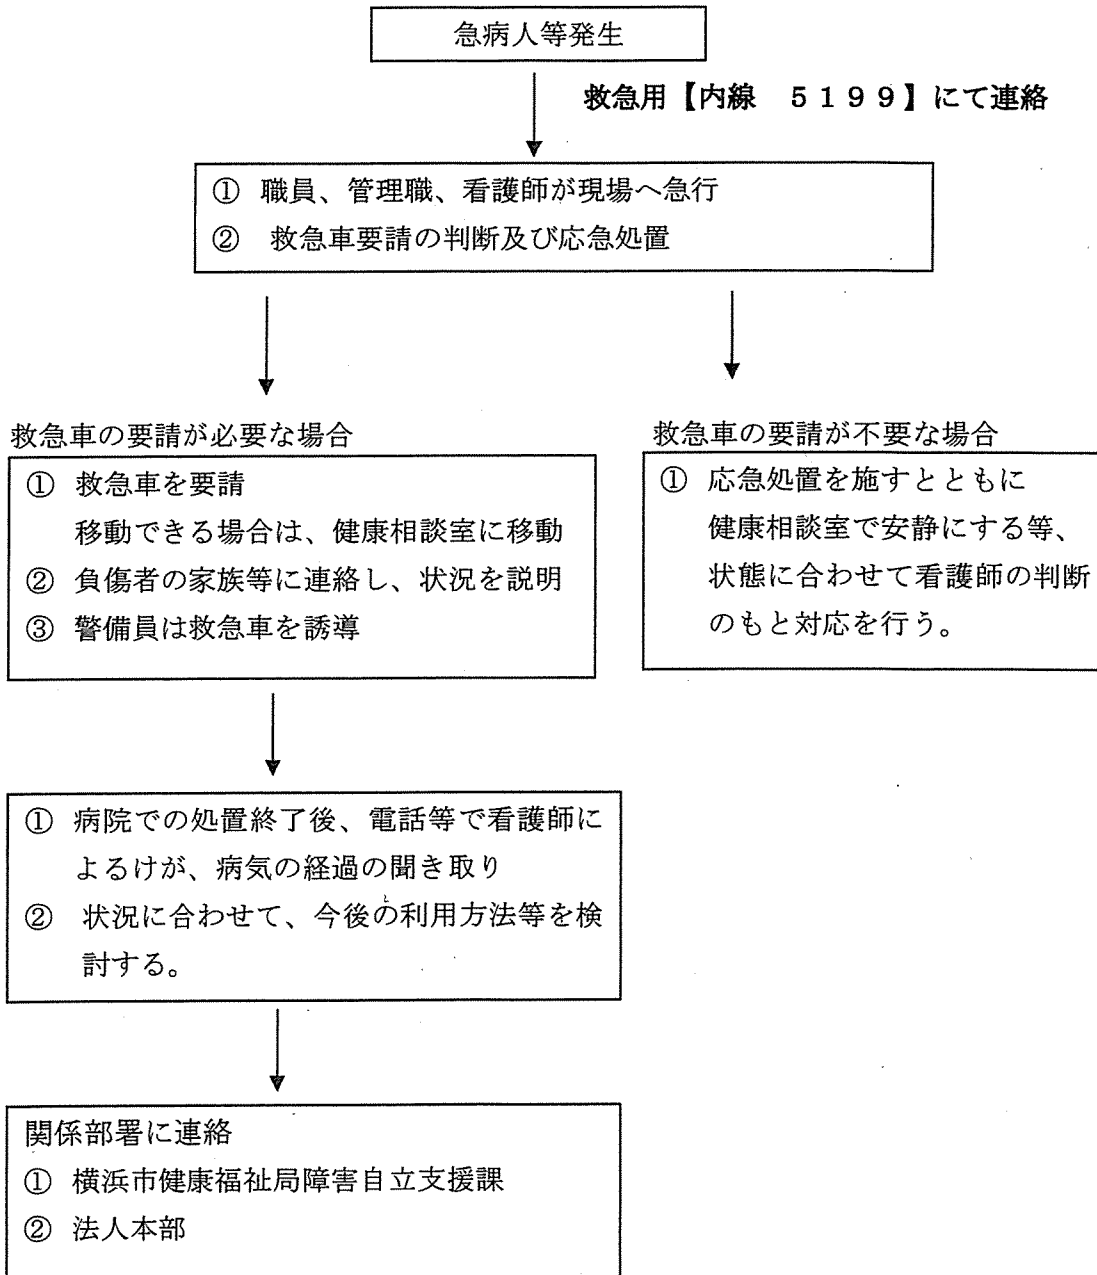 急病人等発生
救急用【内線　５１９９】にて連絡
① 職員、管理職、看護師が現場へ急行
② 救急車要請の判断及び応急処置
救急車の要請が必要な場合
① 救急車を要請
移動できる場合は、健康相談室に移動
② 負傷者の家族等に連絡し、状況を説明
③ 警備員は救急車を誘導
救急車の要請が不要な場合
① 応急処置を施すとともに
健康相談室で安静にする等、
状態に合わせて看護師の判断
のもと対応を行う。
① 病院での処置終了後、電話等で看護師に
よるけが、病気の経過の聞き取り
② 状況に合わせて、今後の利用方法等を検
討する。
関係部署に連絡
① 横浜市健康福祉局障害自立支援課
② 法人本部